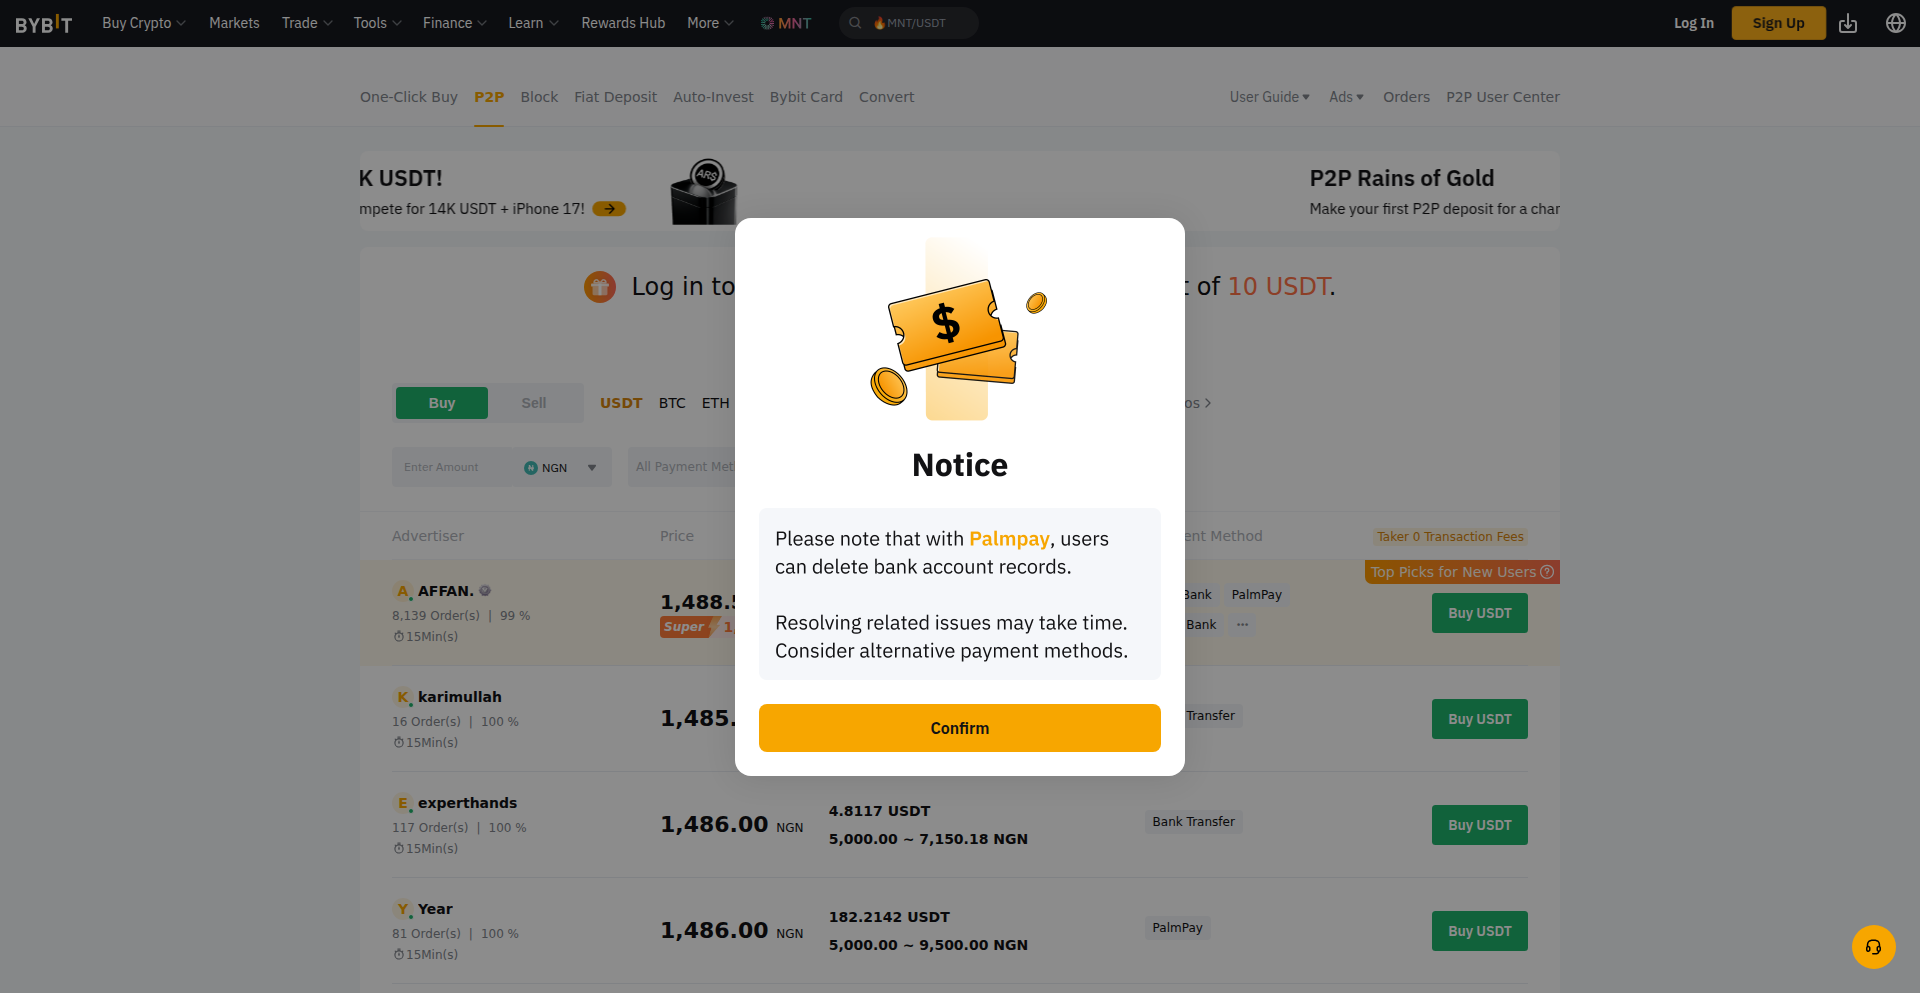 BYBIT Buy Crypto Markets Trade Tools Finance Learn Rewards Hub More MNT MNT/USDT Log In Sign Up
One-Click Buy P2P Block Fiat Deposit Auto-Invest Bybit Card Convert User Guide Ads Orders P2P User Center
K USDT!
mpete for 14K USDT + iPhone 17!
ARS
P2P Rains of Gold
Make your first P2P deposit for a char
Log in to
t of 10 USDT.
Buy Sell USDT BTC ETH
os
Enter Amount NGN All Payment Met
$
Notice
Please note that with Palmpay, users
can delete bank account records.
Resolving related issues may take time.
Consider alternative payment methods.
Confirm
Advertiser Price
ent Method Taker 0 Transaction Fees
Top Picks for New Users
A AFFAN.
8,139 Order(s) | 99 %
15Min(s)
1,488.5
Super 1,
Bank PalmPay
Bank ···
Buy USDT
K karimullah
16 Order(s) | 100 %
15Min(s)
1,485.
Transfer
Buy USDT
E experthands
117 Order(s) | 100 %
15Min(s)
1,486.00 NGN
4.8117 USDT
5,000.00 ~ 7,150.18 NGN
Bank Transfer
Buy USDT
Y Year
81 Order(s) | 100 %
15Min(s)
1,486.00 NGN
182.2142 USDT
5,000.00 ~ 9,500.00 NGN
PalmPay
Buy USDT